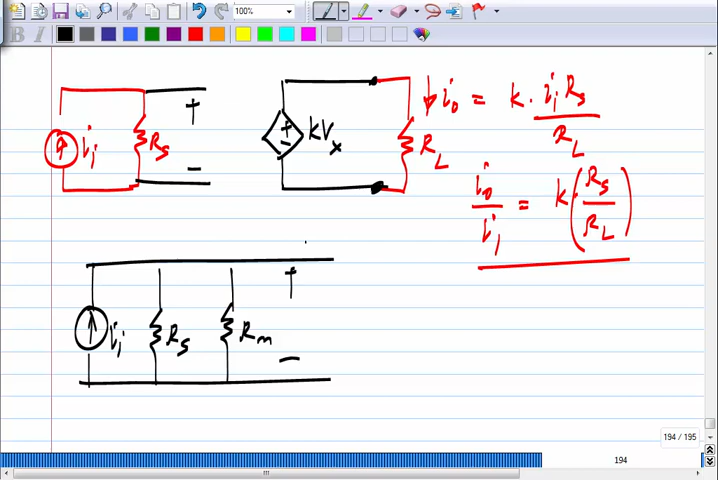 100%
B I U
i_i
R_S
+
−
+
−
kV_x
R_L
i_o = k · i_i R_S / R_L
i_o / i_i = k (R_S / R_L)
i_i
R_S
R_m
+
−
194 / 195
194